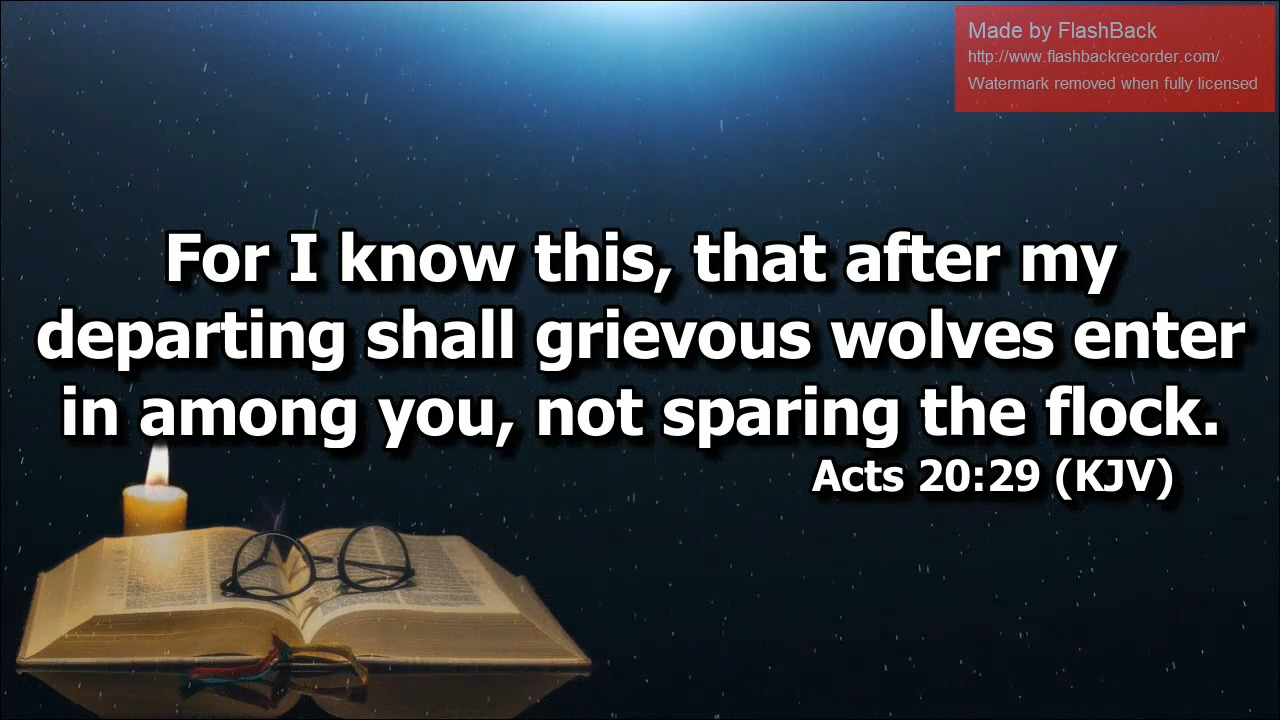 Made by FlashBack
http://www.flashbackrecorder.com/
Watermark removed when fully licensed
For I know this, that after my
departing shall grievous wolves enter
in among you, not sparing the flock.
Acts 20:29 (KJV)